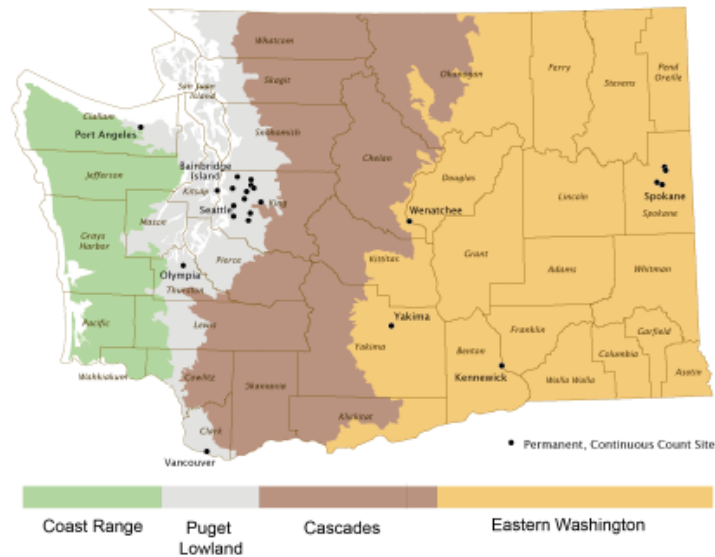 Whatcom
Okanogan
Ferry
Stevens
Pend
Oreille
San Juan
Island
Skagit
Clallam
Port Angeles
Snohomish
Chelan
Douglas
Jefferson
Bainbridge
Island
Kitsap
King
Seattle
Wenatchee
Lincoln
Spokane
Spokane
Mason
Grays
Harbor
Kittitas
Grant
Pierce
Olympia
Thurston
Adams
Whitman
Pacific
Lewis
Yakima
Yakima
Franklin
Garfield
Benton
Columbia
Wahkiakum
Cowlitz
Skamania
Kennewick
Walla Walla
Asotin
Klickitat
Clark
Vancouver
Permanent, Continuous Count Site
Coast Range
Puget
Lowland
Cascades
Eastern Washington